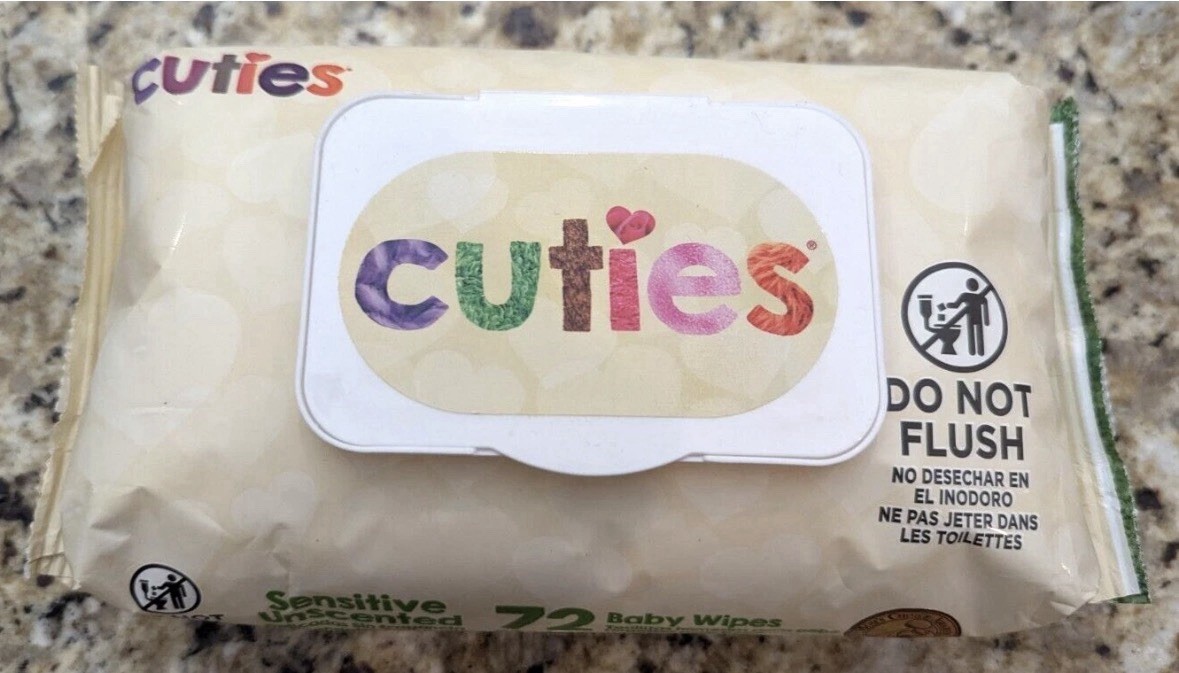 cuties
cuties®
DO NOT
FLUSH
NO DESECHAR EN
EL INODORO
NE PAS JETER DANS
LES TOILETTES
Sensitive
Unscented
72 Baby Wipes